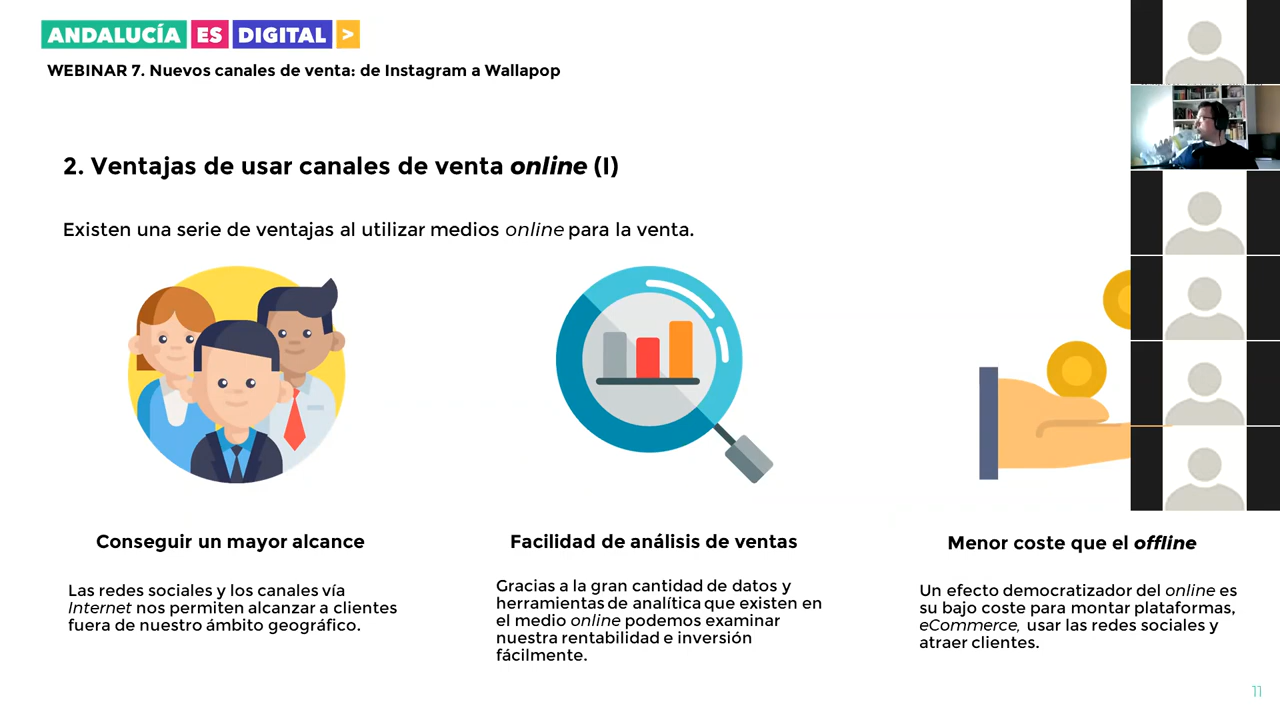 ANDALUCÍA ES DIGITAL >
WEBINAR 7. Nuevos canales de venta: de Instagram a Wallapop
2. Ventajas de usar canales de venta online (I)
Existen una serie de ventajas al utilizar medios online para la venta.
Conseguir un mayor alcance
Las redes sociales y los canales vía
Internet nos permiten alcanzar a clientes
fuera de nuestro ámbito geográfico.
Facilidad de análisis de ventas
Gracias a la gran cantidad de datos y
herramientas de analítica que existen en
el medio online podemos examinar
nuestra rentabilidad e inversión
fácilmente.
Menor coste que el offline
Un efecto democratizador del online es
su bajo coste para montar plataformas,
eCommerce, usar las redes sociales y
atraer clientes.
11